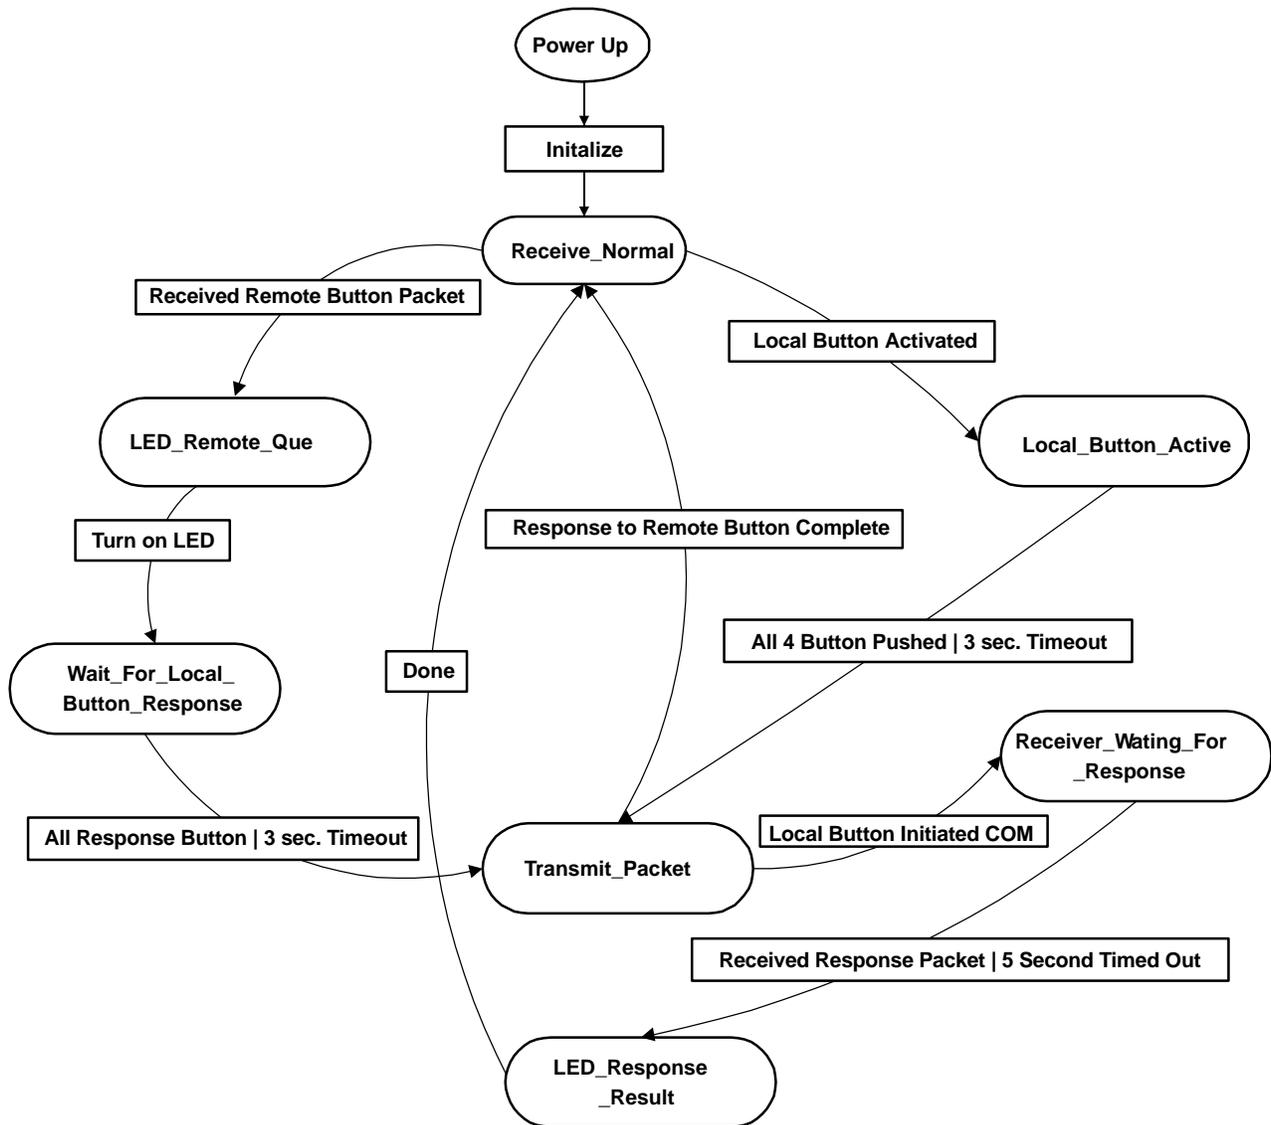 Power Up
Initalize
Receive_Normal
Received Remote Button Packet
Local Button Activated
LED_Remote_Que
Local_Button_Active
Response to Remote Button Complete
Turn on LED
All 4 Button Pushed | 3 sec. Timeout
Done
Wait_For_Local_
Button_Response
Receiver_Wating_For
_Response
All Response Button | 3 sec. Timeout
Local Button Initiated COM
Transmit_Packet
Received Response Packet | 5 Second Timed Out
LED_Response
_Result